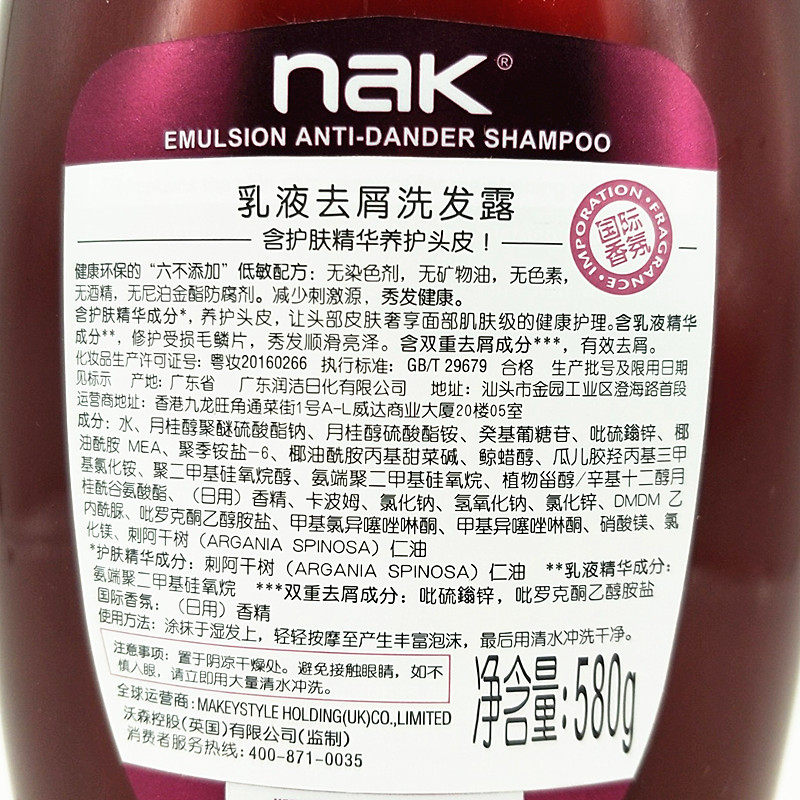 nak®
EMULSION ANTI-DANDER SHAMPOO
乳液去屑洗发露
含护肤精华养护头皮！
IMPORATION·FRAGRANCE·
国际
香氛
健康环保的“六不添加”低敏配方：无染色剂，无矿物油，无色素，
无酒精，无尼泊金酯防腐剂。减少刺激源，秀发健康。
含护肤精华成分*，养护头皮，让头部皮肤奢享面部肌肤级的健康护理。含乳液精华
成分**，修护受损毛鳞片，秀发顺滑亮泽。含双重去屑成分***，有效去屑。
化妆品生产许可证号：粤妆20160266 执行标准：GB/T 29679 合格 生产批号及限用日期
见标示 产地：广东省 广东润洁日化有限公司 地址：汕头市金园工业区澄海路首段
运营商地址：香港九龙旺角通菜街1号A-L威达商业大厦20楼05室
成分：水、月桂醇聚醚硫酸酯钠、月桂醇硫酸酯铵、癸基葡糖苷、吡硫鎓锌、椰
油酰胺 MEA、聚季铵盐-6、椰油酰胺丙基甜菜碱、鲸蜡醇、瓜儿胶羟丙基三甲
基氯化铵、聚二甲基硅氧烷醇、氨端聚二甲基硅氧烷、植物甾醇/辛基十二醇月
桂酰谷氨酸酯、（日用）香精、卡波姆、氯化钠、氢氧化钠、氯化锌、DMDM 乙
内酰脲、吡罗克酮乙醇胺盐、甲基氯异噻唑啉酮、甲基异噻唑啉酮、硝酸镁、氯
化镁、刺阿干树（ARGANIA SPINOSA）仁油
*护肤精华成分：刺阿干树（ARGANIA SPINOSA）仁油 **乳液精华成分：
氨端聚二甲基硅氧烷 ***双重去屑成分：吡硫鎓锌，吡罗克酮乙醇胺盐
国际香氛：（日用）香精
使用方法：涂抹于湿发上，轻轻按摩至产生丰富泡沫，最后用清水冲洗干净。
注意事项：置于阴凉干燥处。避免接触眼睛，如不
慎入眼，请立即用大量清水冲洗。
净含量:580g
全球运营商：MAKEYSTYLE HOLDING(UK)CO.,LIMITED
沃森控股(英国)有限公司(监制)
消费者服务热线：400-871-0035